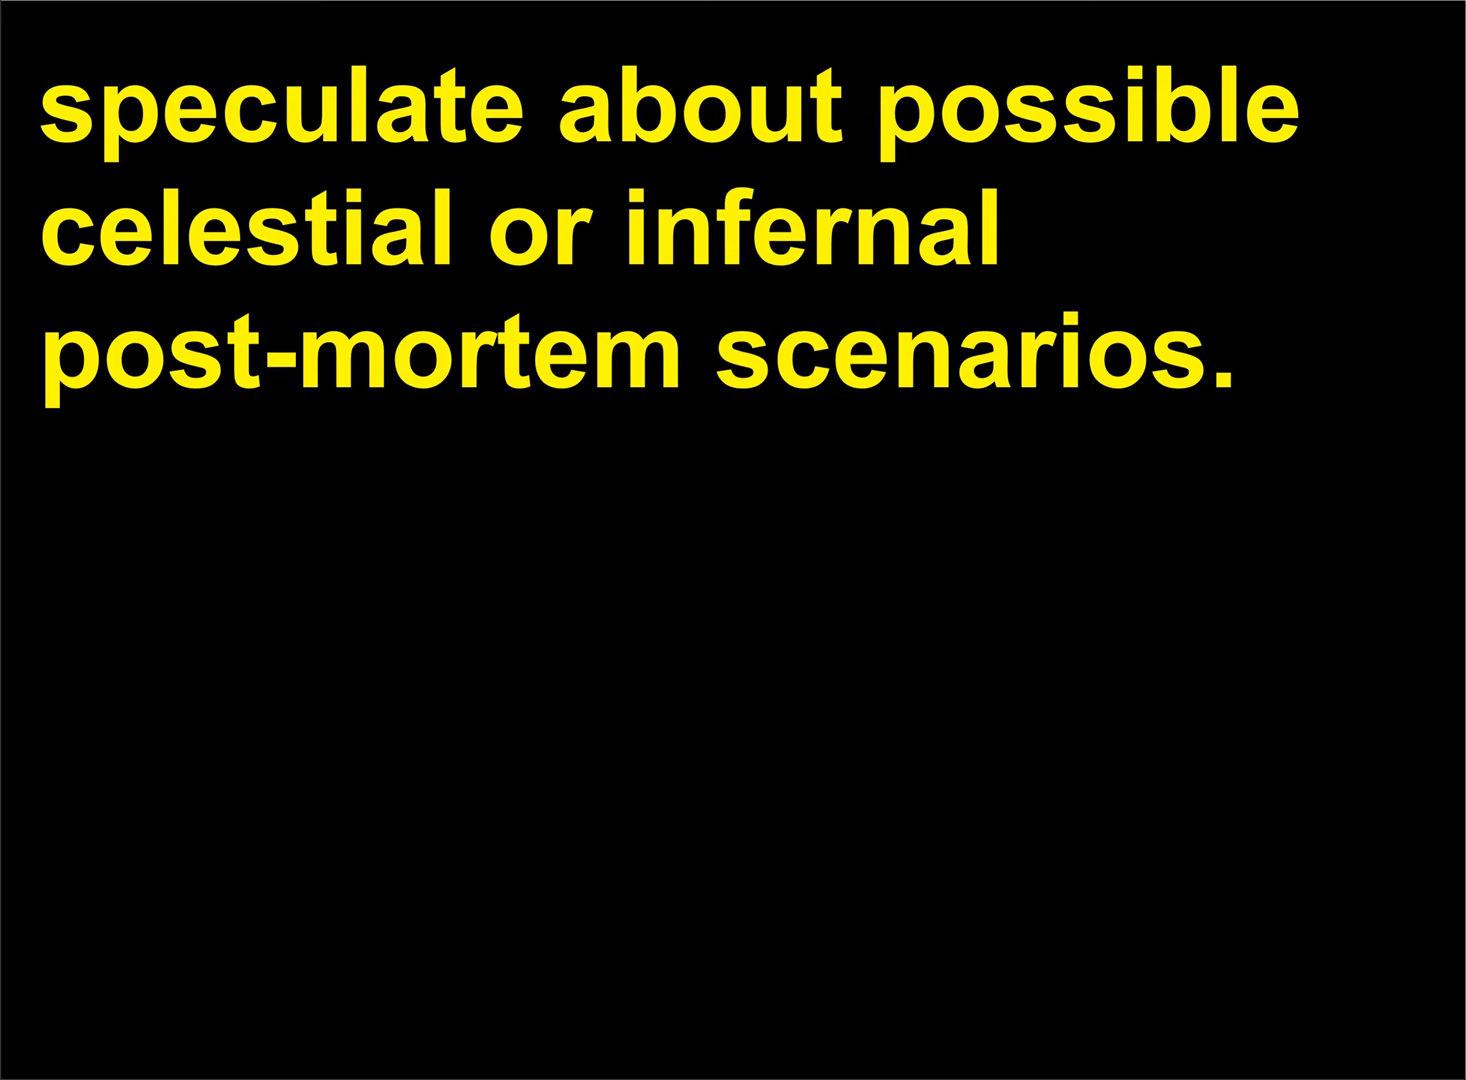 speculate about possible
celestial or infernal
post-mortem scenarios.